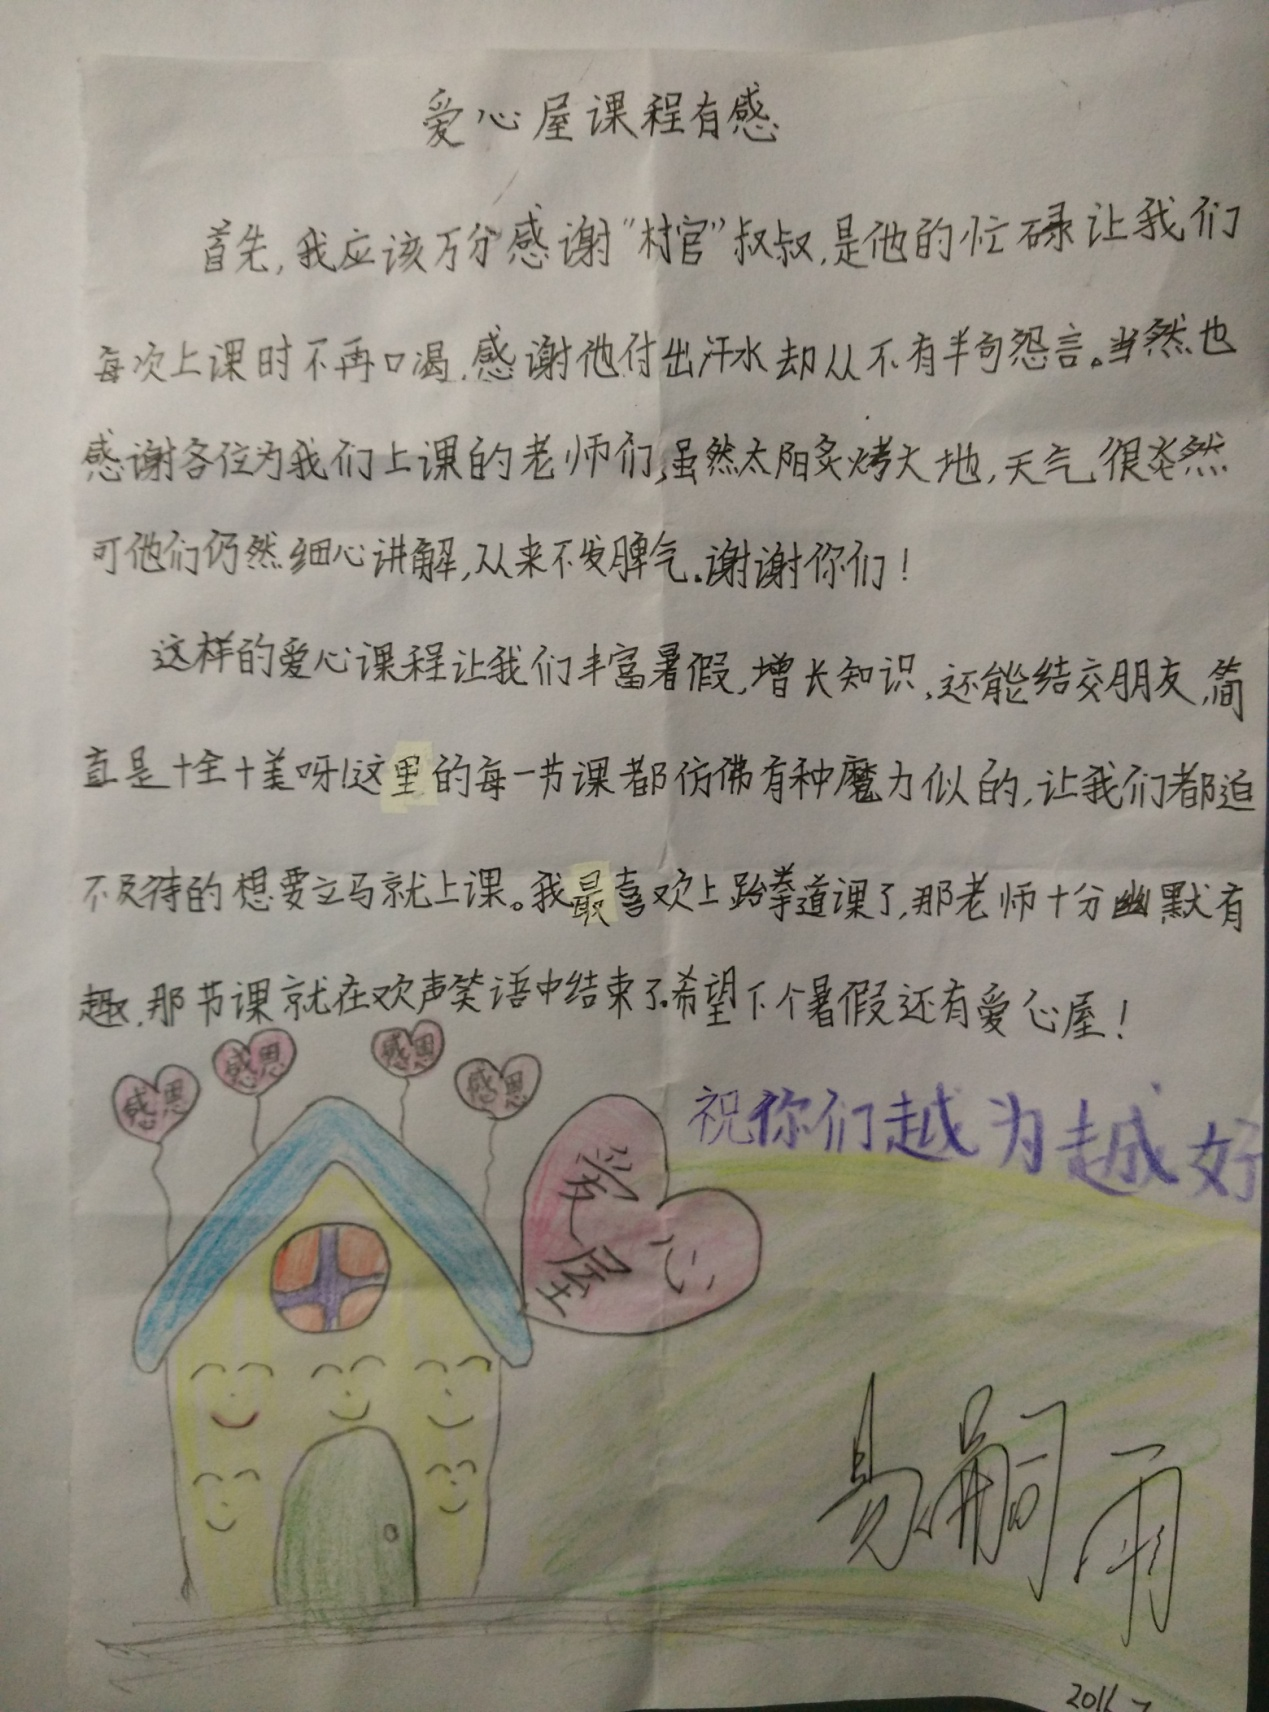 爱心屋课程有感
首先,我应该万分感谢"村官"叔叔,是他的忙碌让我们
每次上课时不再口渴,感谢他付出汗水却从不有半句怨言。当然也
感谢各位为我们上课的老师们,虽然太阳炙烤大地,天气很炎然
可他们仍然细心讲解,从来不发脾气。谢谢你们!
这样的爱心课程让我们丰富暑假,增长知识,还能结交朋友,简
直是十全十美呀!这里的每一节课都仿佛有种魔力似的,让我们都迫
不及待的想要立马就上课。我最喜欢上跆拳道课了,那老师十分幽默有
趣,那节课就在欢声笑语中结束了。希望下个暑假还有爱心屋!
感恩
感恩
感恩
感恩
祝你们越为越好
爱心屋
易嗣雨